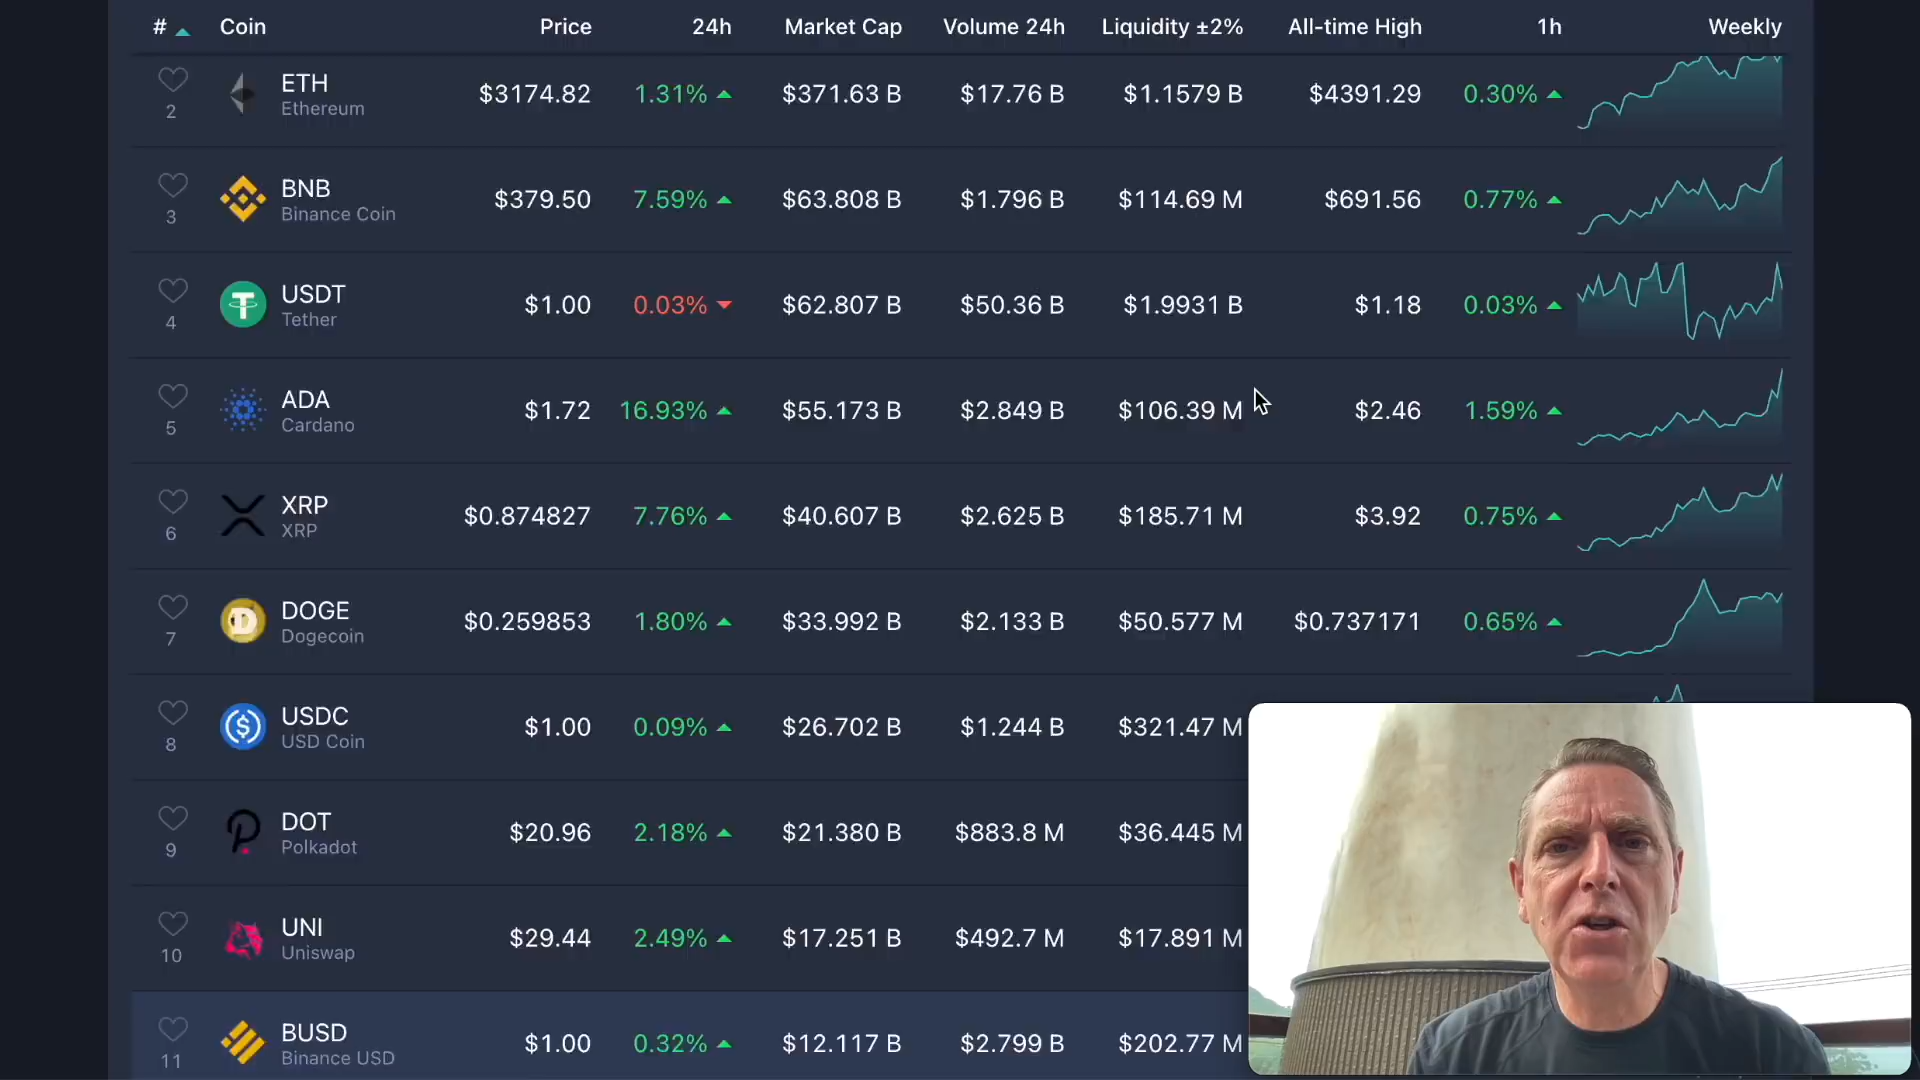 # Coin Price 24h Market Cap Volume 24h Liquidity ±2% All-time High 1h Weekly
2 ETH Ethereum $3174.82 1.31% $371.63 B $17.76 B $1.1579 B $4391.29 0.30%
3 BNB Binance Coin $379.50 7.59% $63.808 B $1.796 B $114.69 M $691.56 0.77%
4 USDT Tether $1.00 0.03% $62.807 B $50.36 B $1.9931 B $1.18 0.03%
5 ADA Cardano $1.72 16.93% $55.173 B $2.849 B $106.39 M $2.46 1.59%
6 XRP XRP $0.874827 7.76% $40.607 B $2.625 B $185.71 M $3.92 0.75%
7 DOGE Dogecoin $0.259853 1.80% $33.992 B $2.133 B $50.577 M $0.737171 0.65%
8 USDC USD Coin $1.00 0.09% $26.702 B $1.244 B $321.47 M
9 DOT Polkadot $20.96 2.18% $21.380 B $883.8 M $36.445 M
10 UNI Uniswap $29.44 2.49% $17.251 B $492.7 M $17.891 M
11 BUSD Binance USD $1.00 0.32% $12.117 B $2.799 B $202.77 M